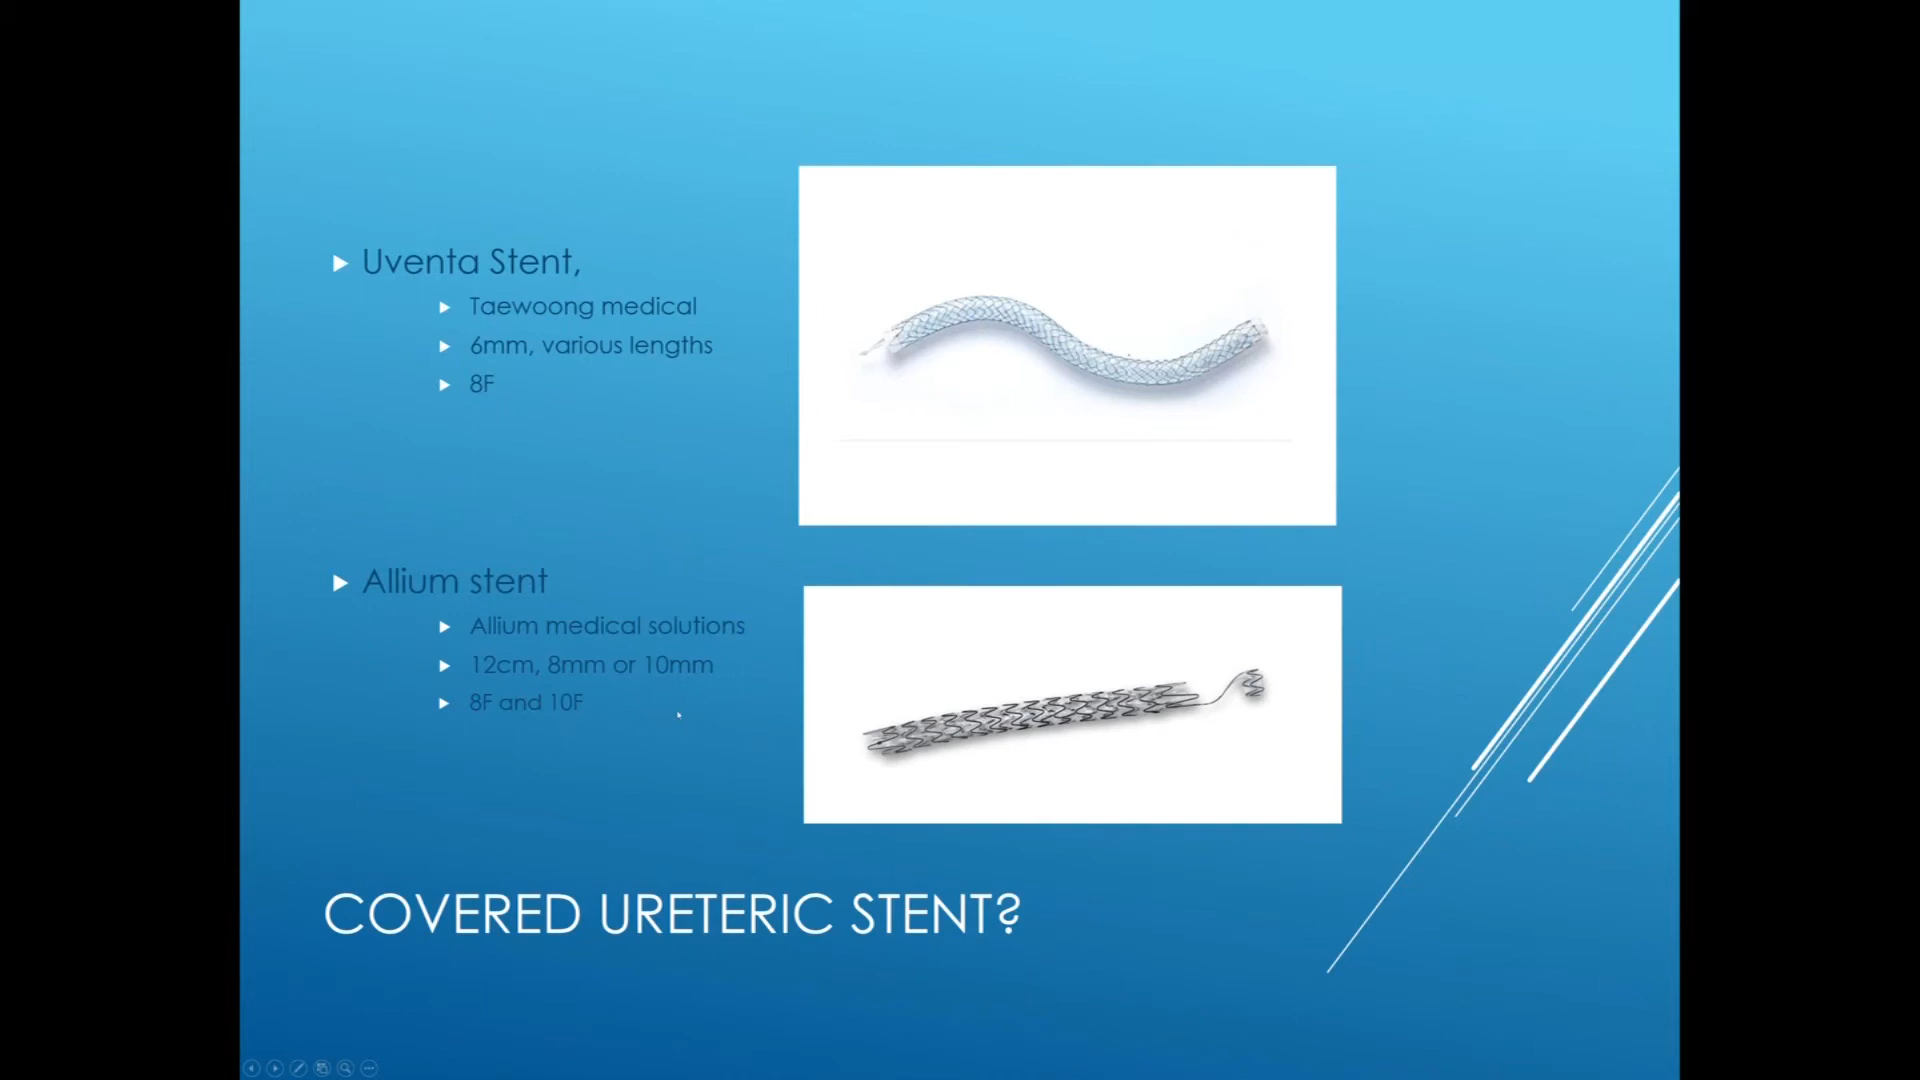 Uventa Stent,
Taewoong medical
6mm, various lengths
8F
Allium stent
Allium medical solutions
12cm, 8mm or 10mm
8F and 10F
COVERED URETERIC STENT?